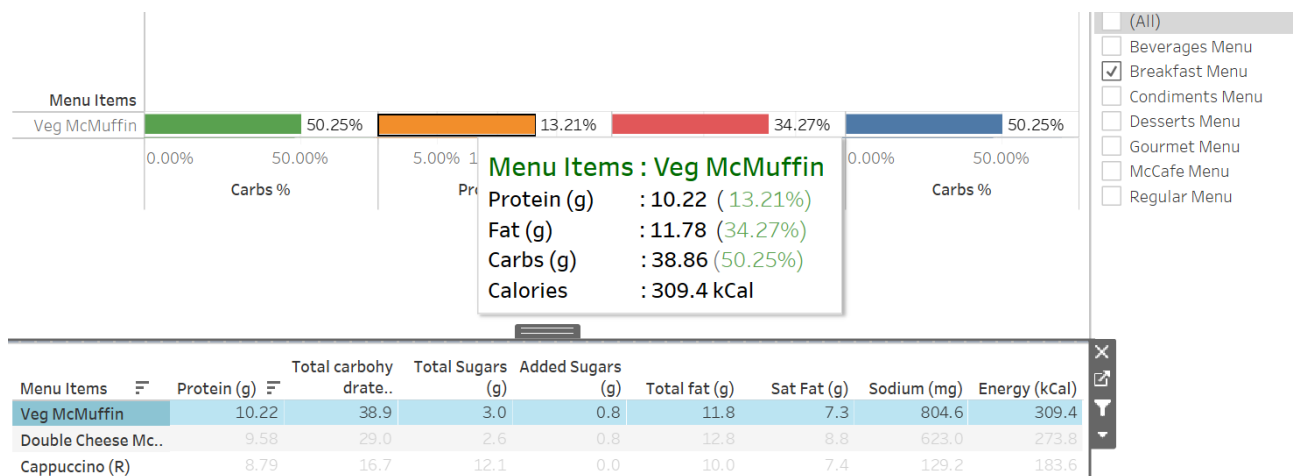 (All)
Beverages Menu
Breakfast Menu
Condiments Menu
Desserts Menu
Gourmet Menu
McCafe Menu
Regular Menu
Menu Items
Veg McMuffin 50.25% 13.21% 34.27% 50.25%
0.00% 50.00% 5.00% 1 0.00% 50.00%
Carbs % Pr Carbs %
Menu Items : Veg McMuffin
Protein (g) : 10.22 (13.21%)
Fat (g) : 11.78 (34.27%)
Carbs (g) : 38.86 (50.25%)
Calories : 309.4 kCal
Total carbohy Total Sugars Added Sugars
Menu Items Protein (g) drate.. (g) (g) Total fat (g) Sat Fat (g) Sodium (mg) Energy (kCal)
Veg McMuffin 10.22 38.9 3.0 0.8 11.8 7.3 804.6 309.4
Double Cheese Mc.. 9.58 29.0 2.6 0.8 12.8 8.8 623.0 273.8
Cappuccino (R) 8.79 16.7 12.1 0.0 10.0 7.4 129.2 183.6